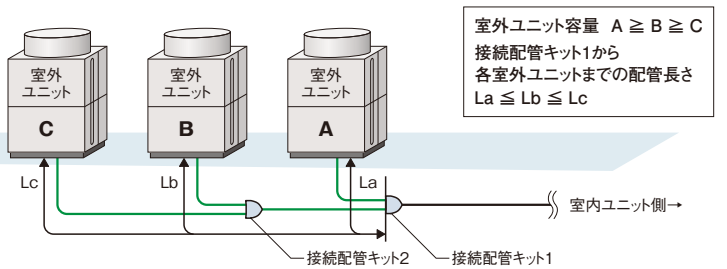 室外ユニット容量 A ≧ B ≧ C
接続配管キット1から
各室外ユニットまでの配管長さ
La ≦ Lb ≦ Lc
室外
ユニット
C
室外
ユニット
B
室外
ユニット
A
Lc
Lb
La
室内ユニット側→
接続配管キット2
接続配管キット1